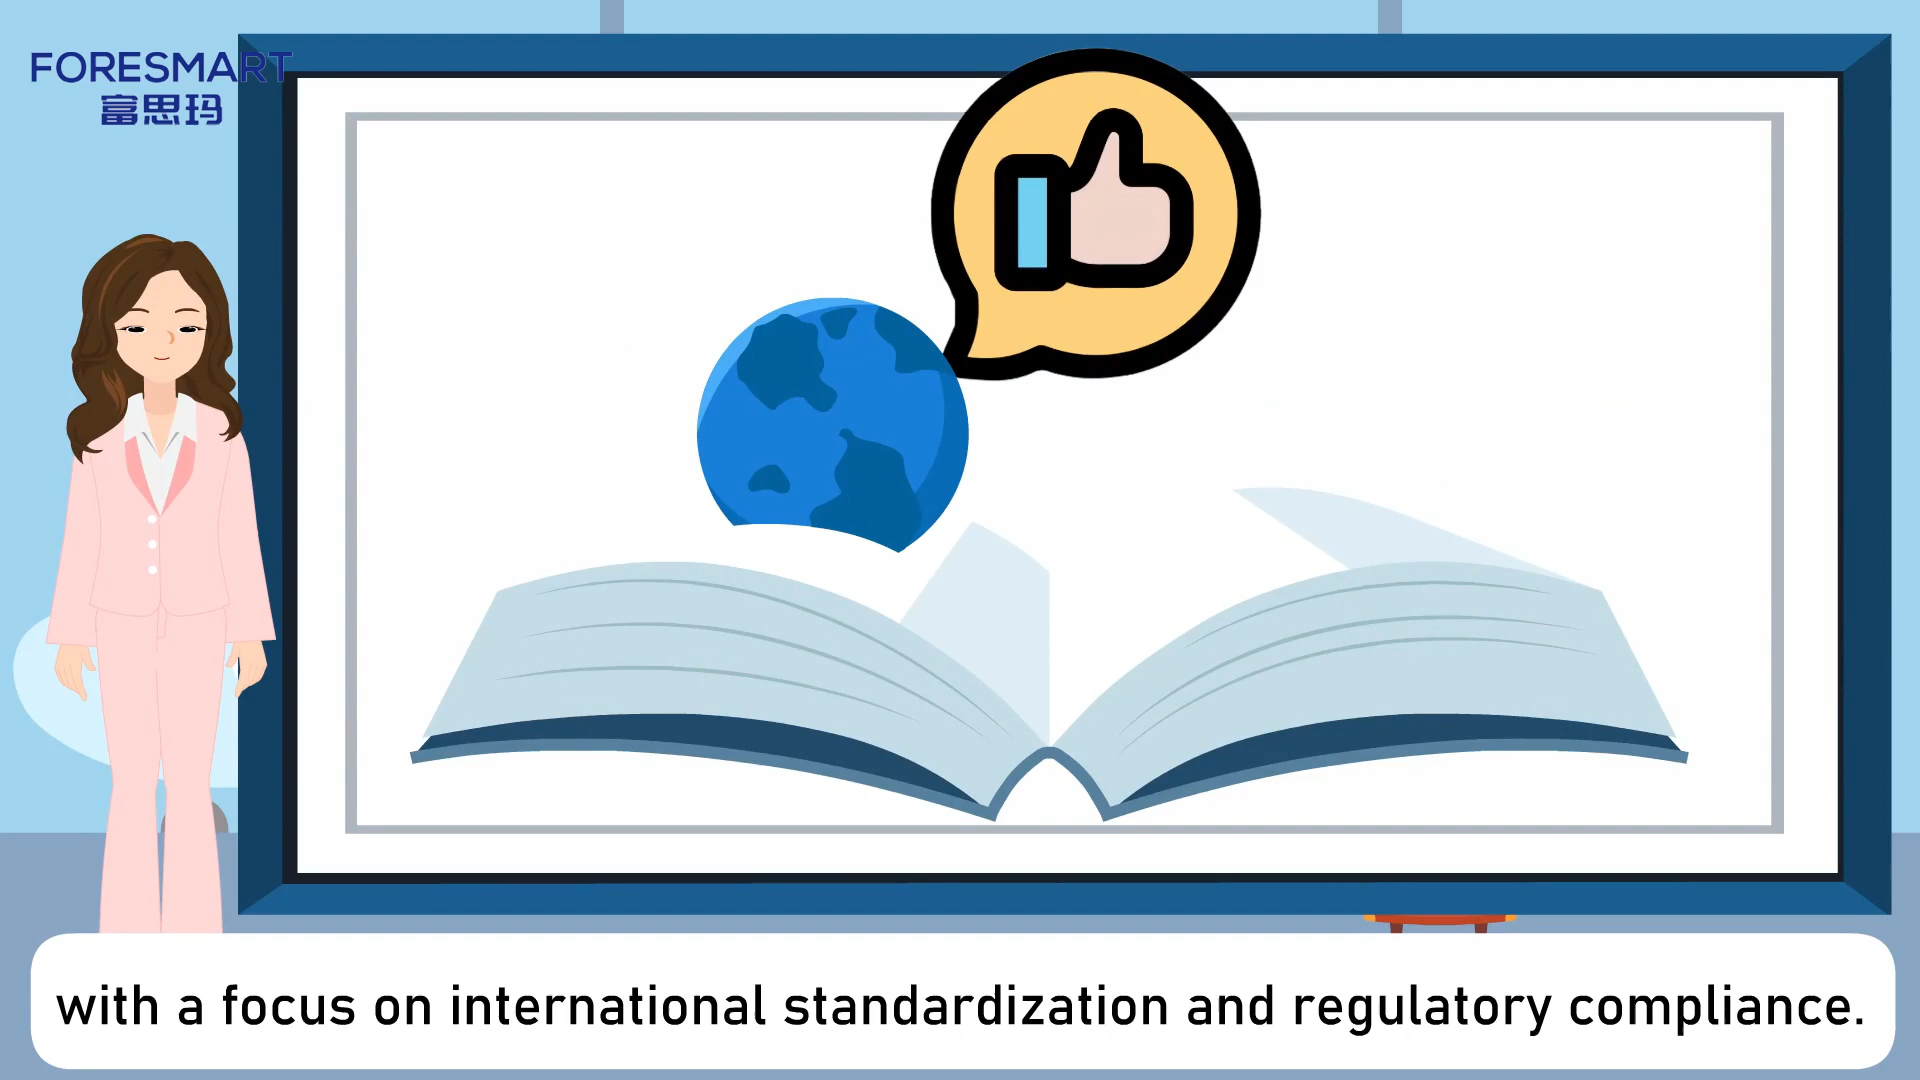 FORESMART
富思玛
with a focus on international standardization and regulatory compliance.